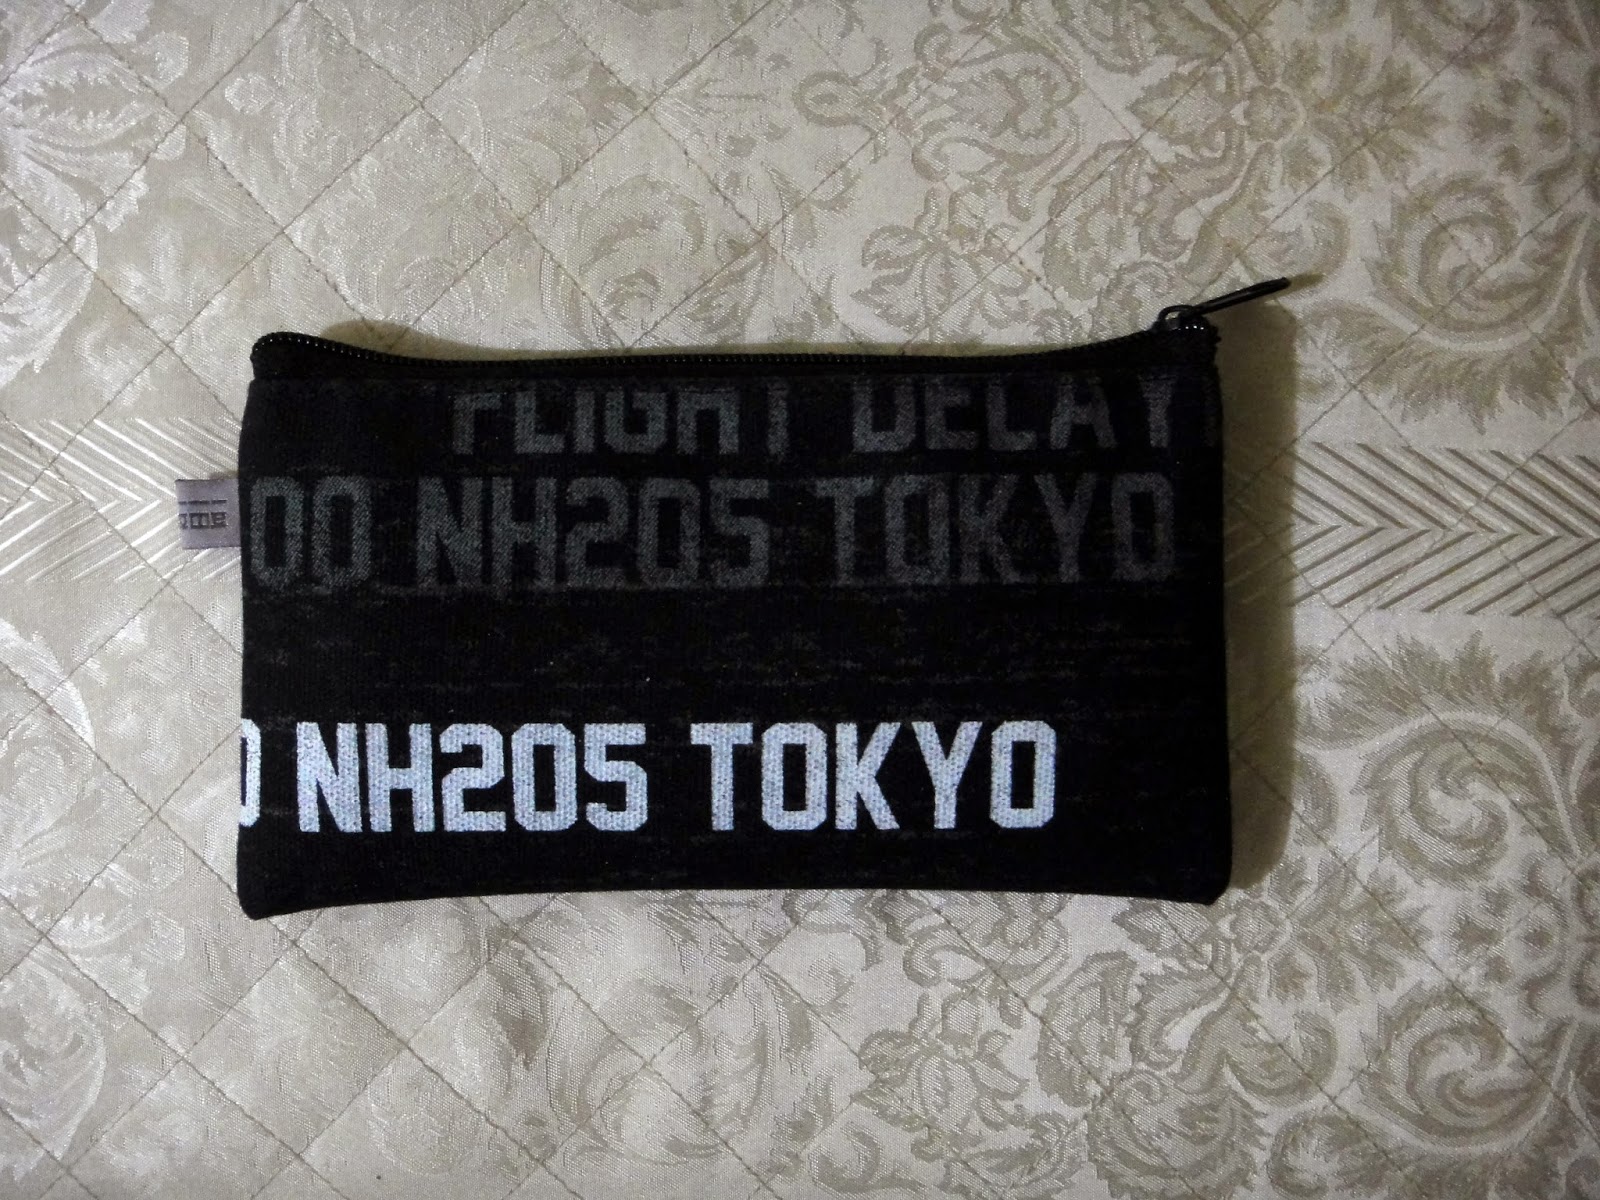 FLIGHT DELAY
00 NH205 TOKYO
0 NH205 TOKYO